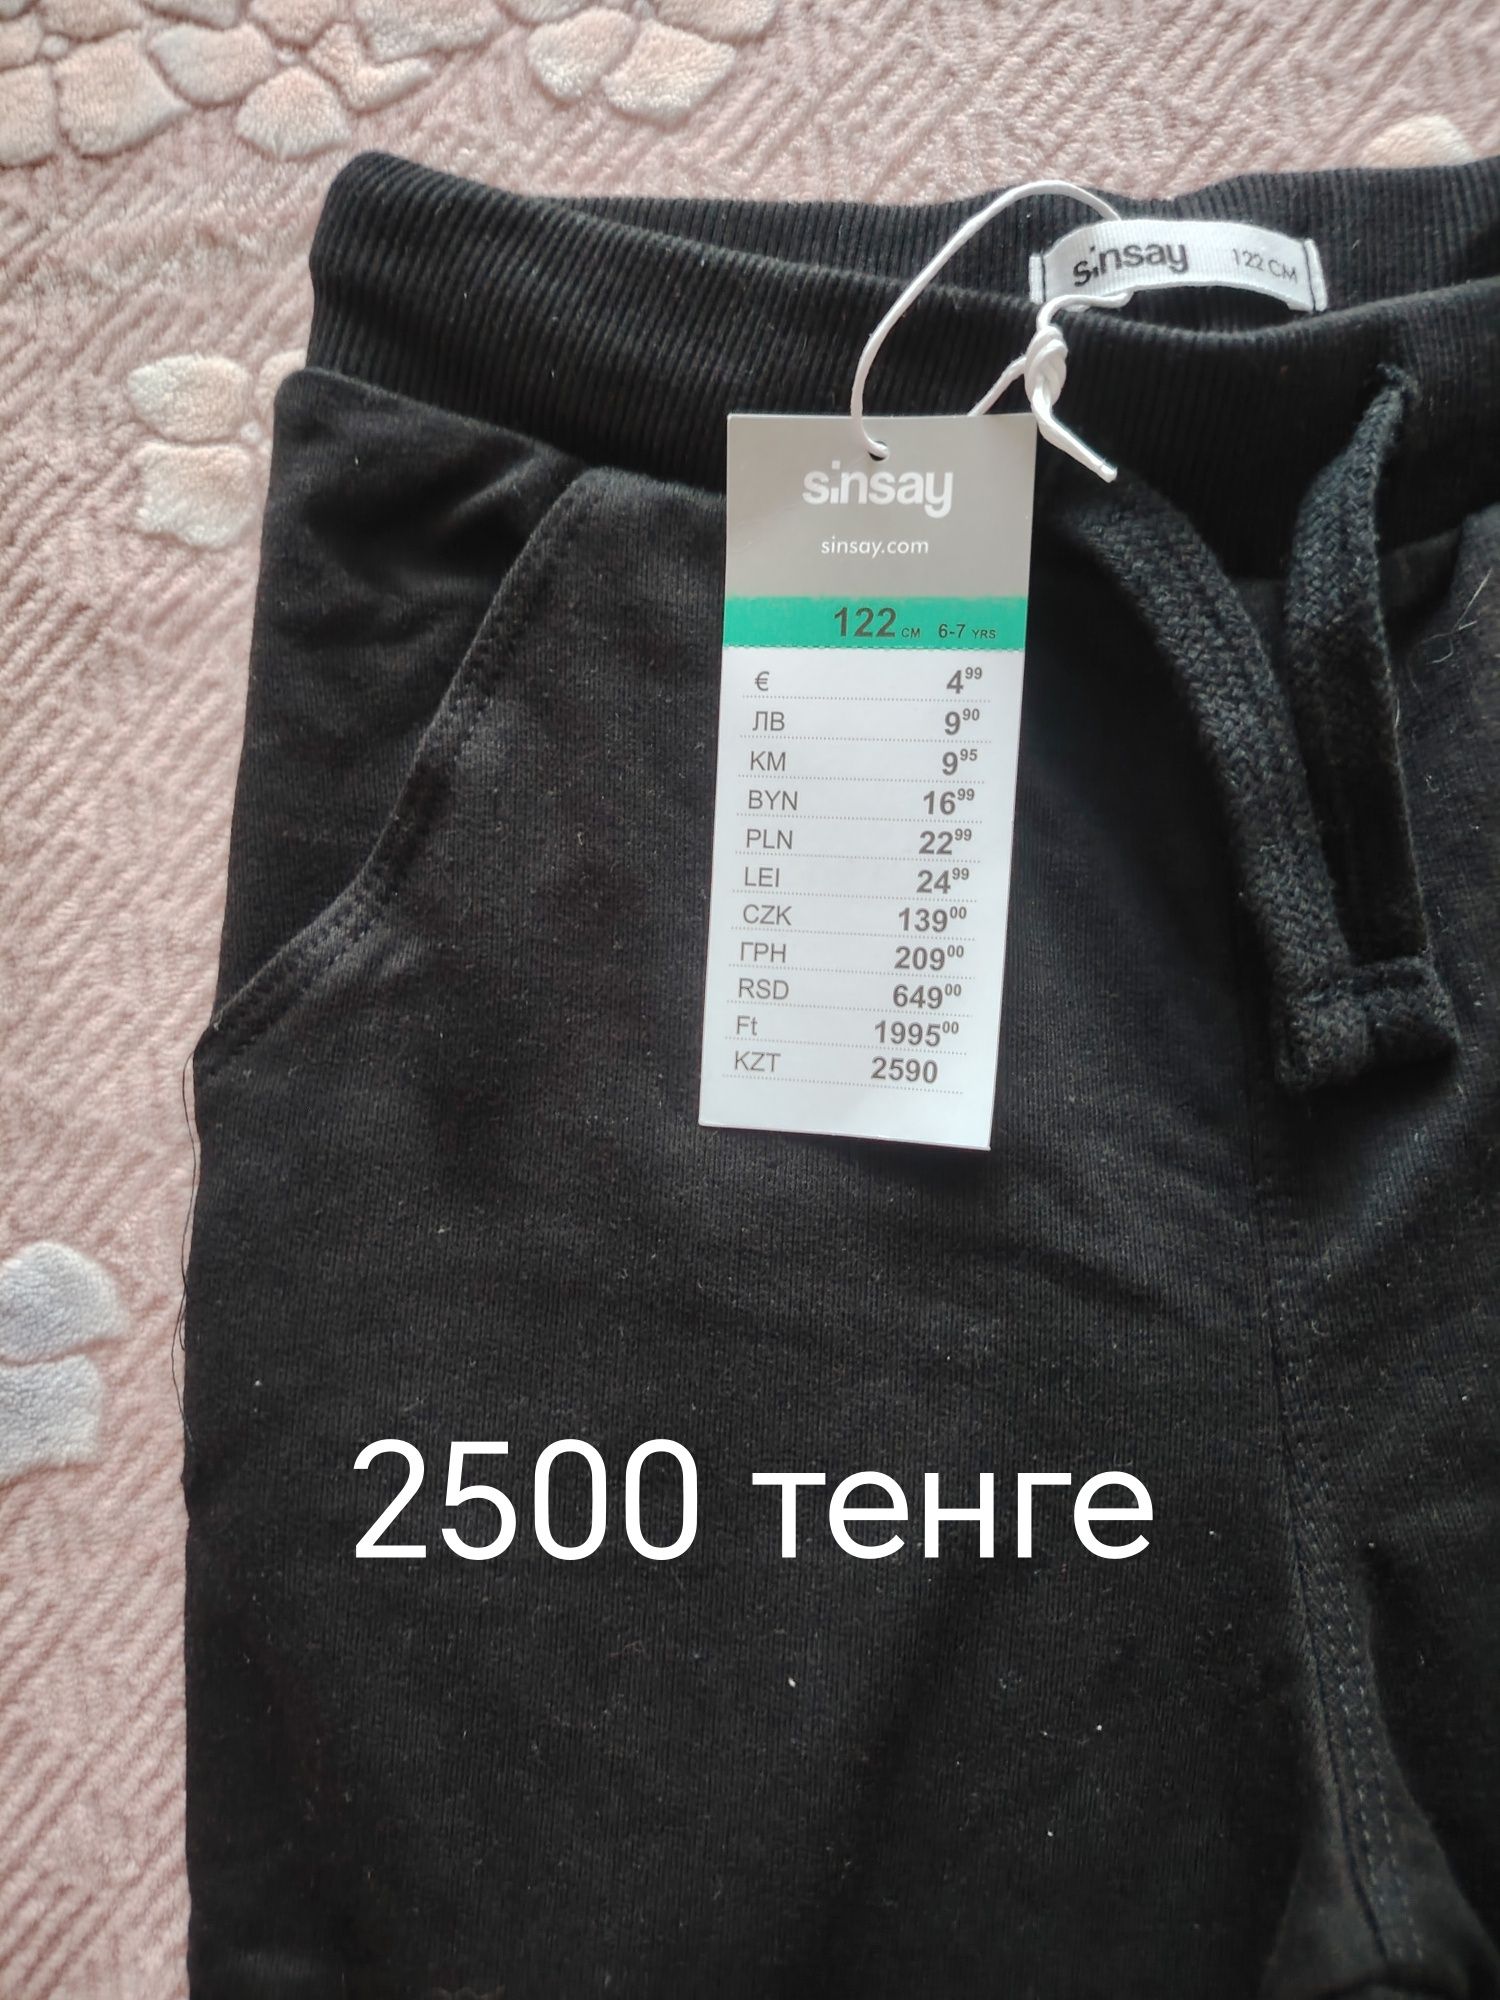 sinsay 122 CM
sinsay
sinsay.com
122 CM 6-7 YRS
€ 4⁹⁹
ЛВ 9⁹⁰
KM 9⁹⁵
BYN 16⁹⁹
PLN 22⁹⁹
LEI 24⁹⁹
CZK 139⁰⁰
ГРН 209⁰⁰
RSD 649⁰⁰
Ft 1995⁰⁰
KZT 2590
2500 тенге